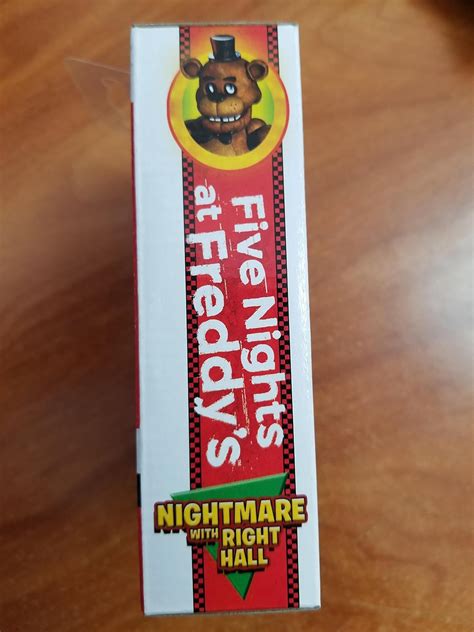 Five Nights
at Freddy's
NIGHTMARE
WITH RIGHT
HALL